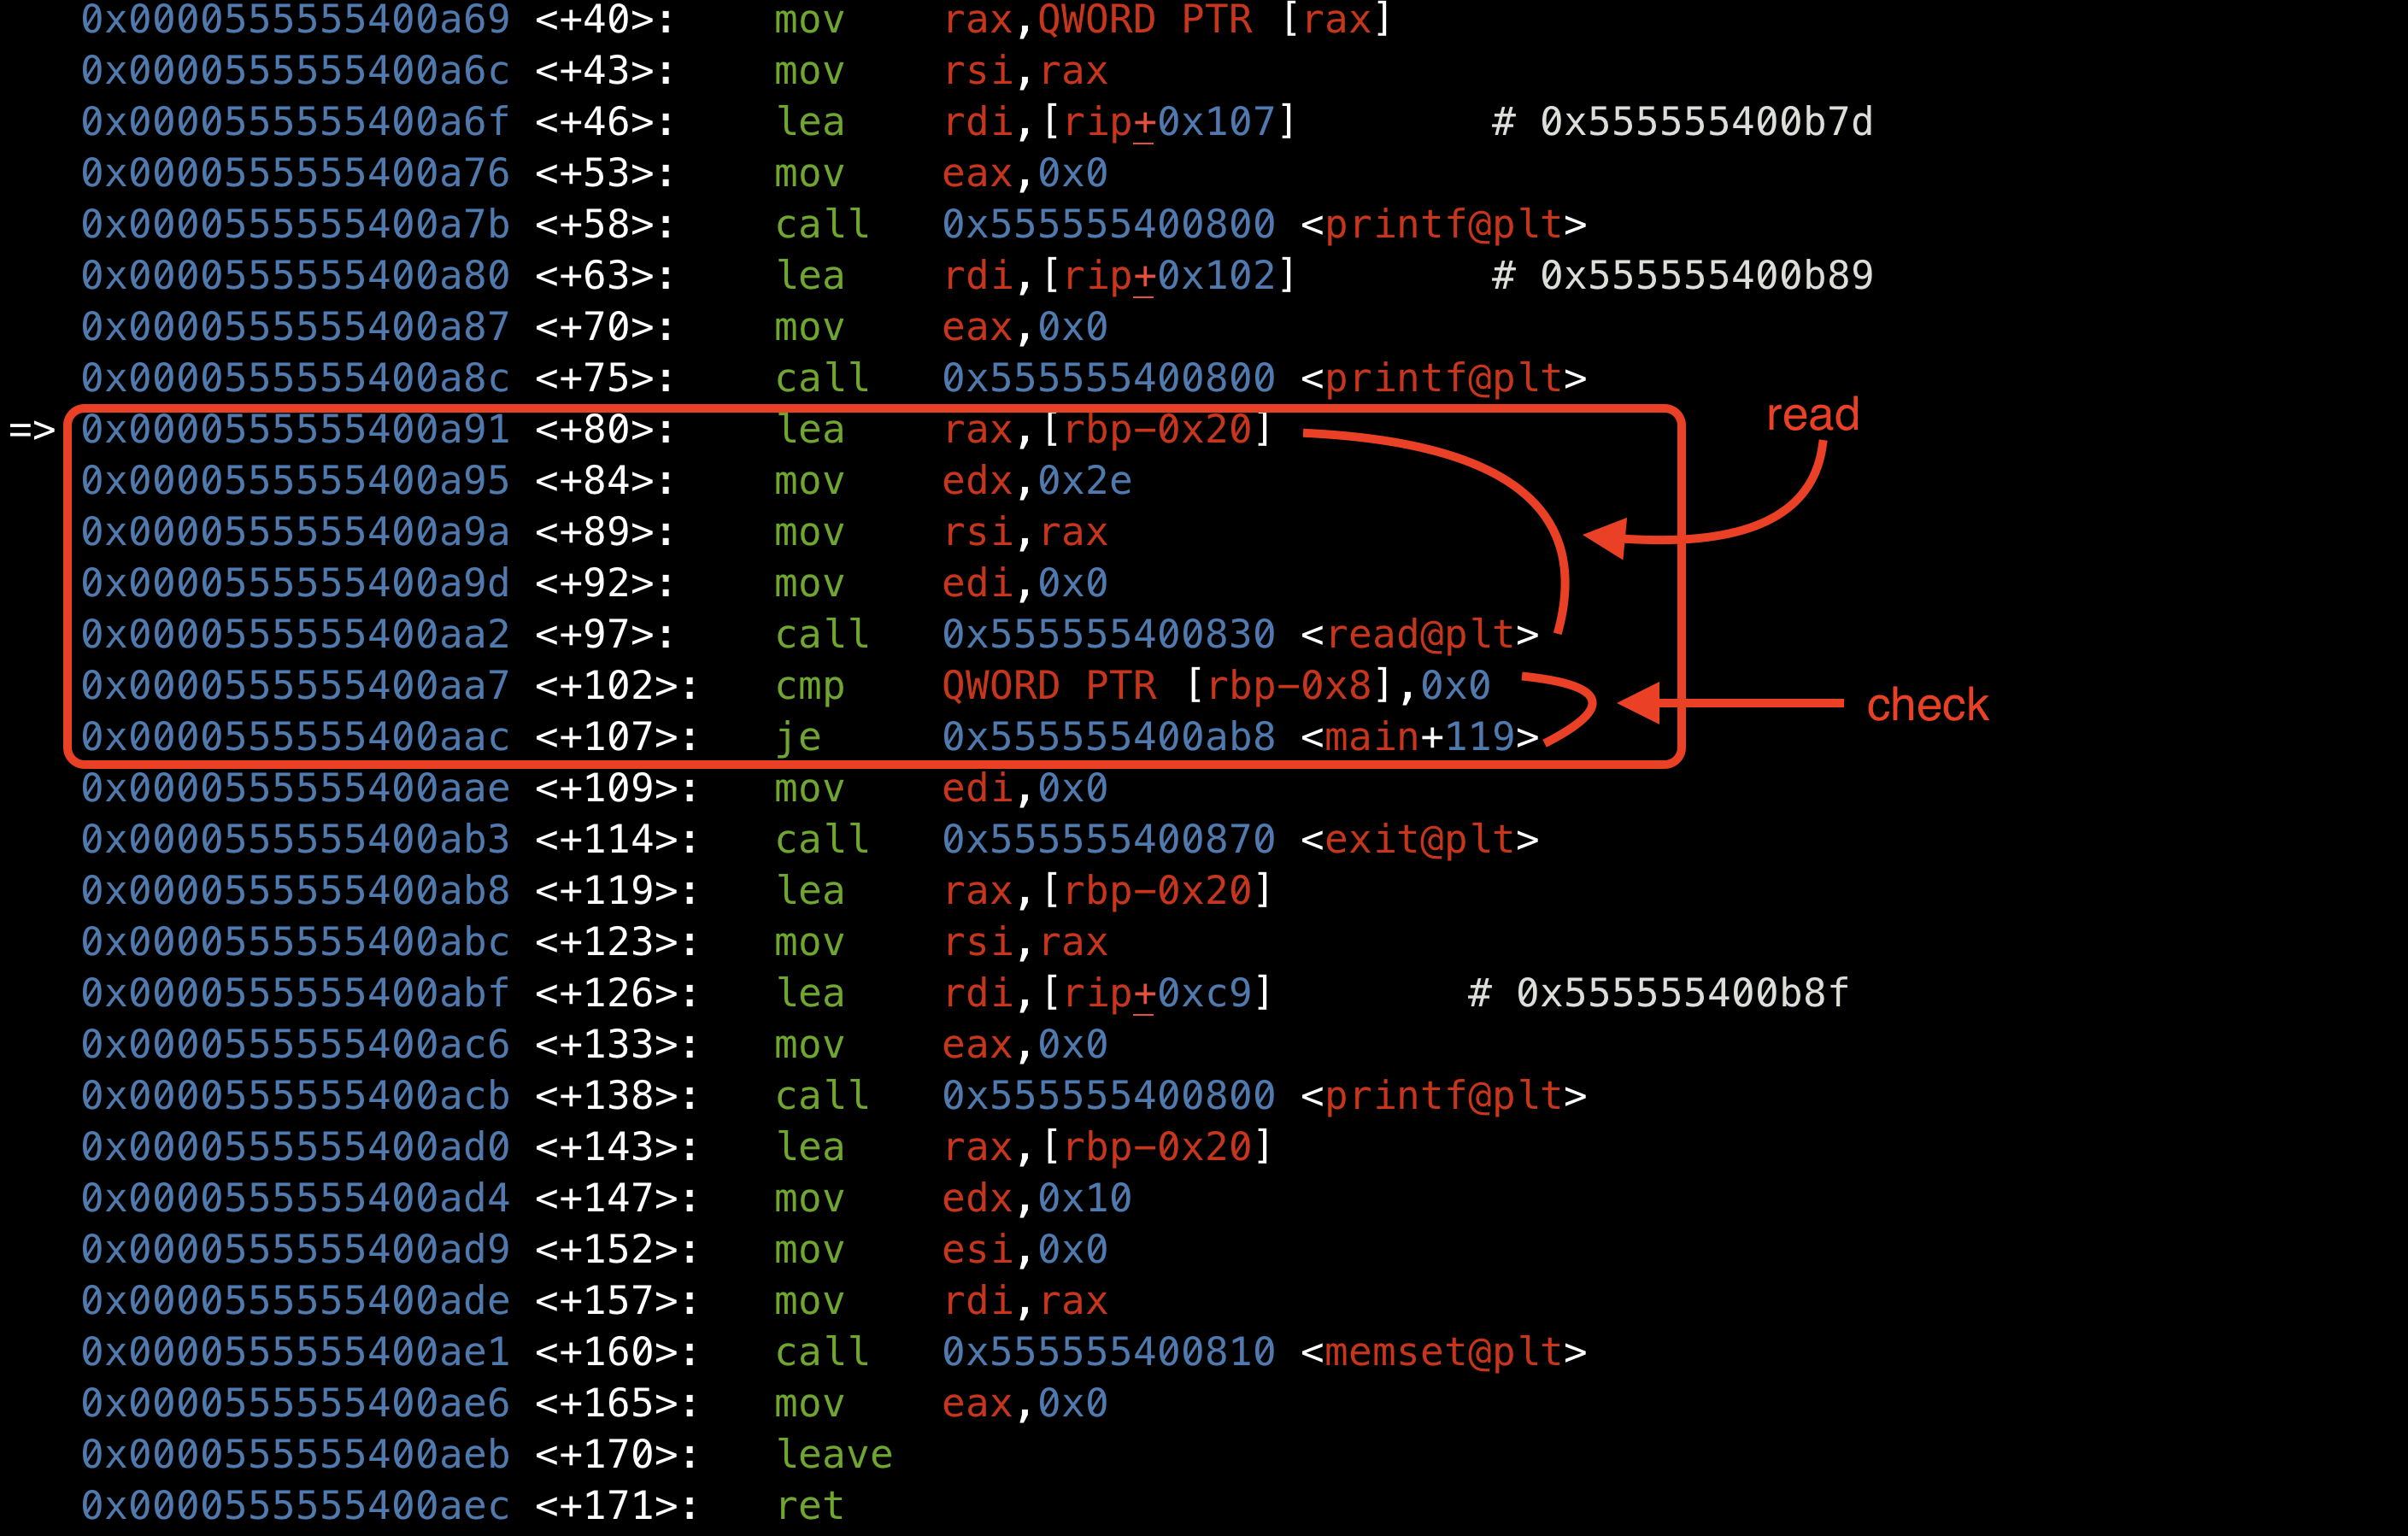 0x0000555555400a69 <+40>: mov rax,QWORD PTR [rax]
0x0000555555400a6c <+43>: mov rsi,rax
0x0000555555400a6f <+46>: lea rdi,[rip+0x107] # 0x555555400b7d
0x0000555555400a76 <+53>: mov eax,0x0
0x0000555555400a7b <+58>: call 0x555555400800 <printf@plt>
0x0000555555400a80 <+63>: lea rdi,[rip+0x102] # 0x555555400b89
0x0000555555400a87 <+70>: mov eax,0x0
0x0000555555400a8c <+75>: call 0x555555400800 <printf@plt>
=> 0x0000555555400a91 <+80>: lea rax,[rbp-0x20]
read
0x0000555555400a95 <+84>: mov edx,0x2e
0x0000555555400a9a <+89>: mov rsi,rax
0x0000555555400a9d <+92>: mov edi,0x0
0x0000555555400aa2 <+97>: call 0x555555400830 <read@plt>
0x0000555555400aa7 <+102>: cmp QWORD PTR [rbp-0x8],0x0
check
0x0000555555400aac <+107>: je 0x555555400ab8 <main+119>
0x0000555555400aae <+109>: mov edi,0x0
0x0000555555400ab3 <+114>: call 0x555555400870 <exit@plt>
0x0000555555400ab8 <+119>: lea rax,[rbp-0x20]
0x0000555555400abc <+123>: mov rsi,rax
0x0000555555400abf <+126>: lea rdi,[rip+0xc9] # 0x555555400b8f
0x0000555555400ac6 <+133>: mov eax,0x0
0x0000555555400acb <+138>: call 0x555555400800 <printf@plt>
0x0000555555400ad0 <+143>: lea rax,[rbp-0x20]
0x0000555555400ad4 <+147>: mov edx,0x10
0x0000555555400ad9 <+152>: mov esi,0x0
0x0000555555400ade <+157>: mov rdi,rax
0x0000555555400ae1 <+160>: call 0x555555400810 <memset@plt>
0x0000555555400ae6 <+165>: mov eax,0x0
0x0000555555400aeb <+170>: leave
0x0000555555400aec <+171>: ret